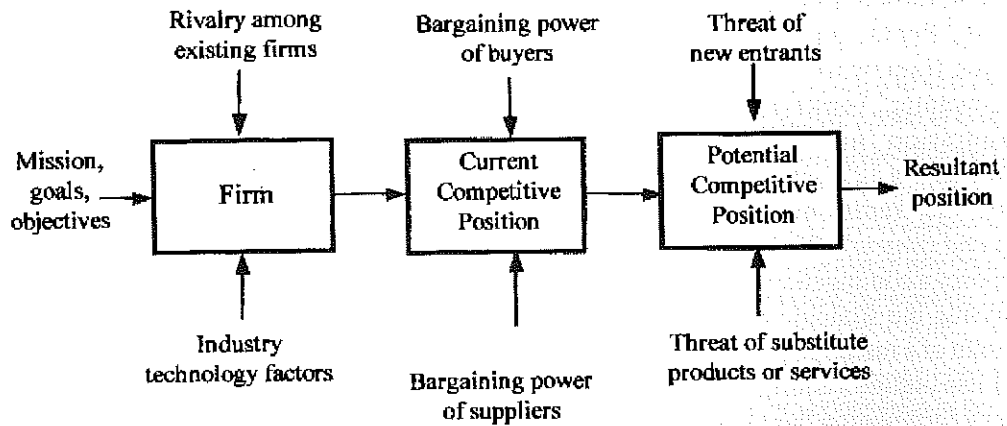 Rivalry among
existing firms
Bargaining power
of buyers
Threat of
new entrants
Mission,
goals,
objectives
Firm
Current
Competitive
Position
Potential
Competitive
Position
Resultant
position
Industry
technology factors
Bargaining power
of suppliers
Threat of substitute
products or services